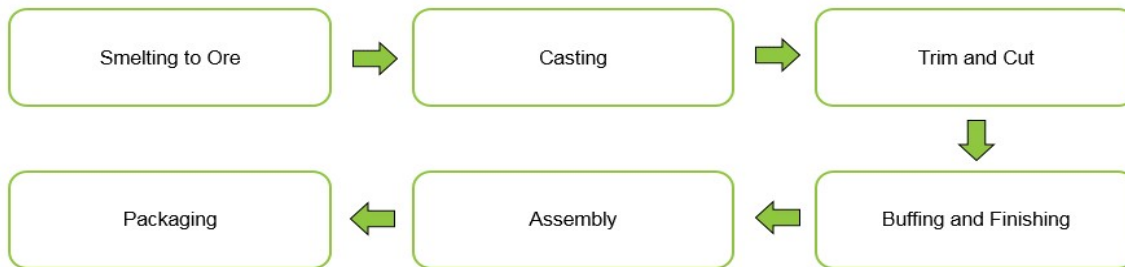 Smelting to Ore
Casting
Trim and Cut
Buffing and Finishing
Assembly
Packaging